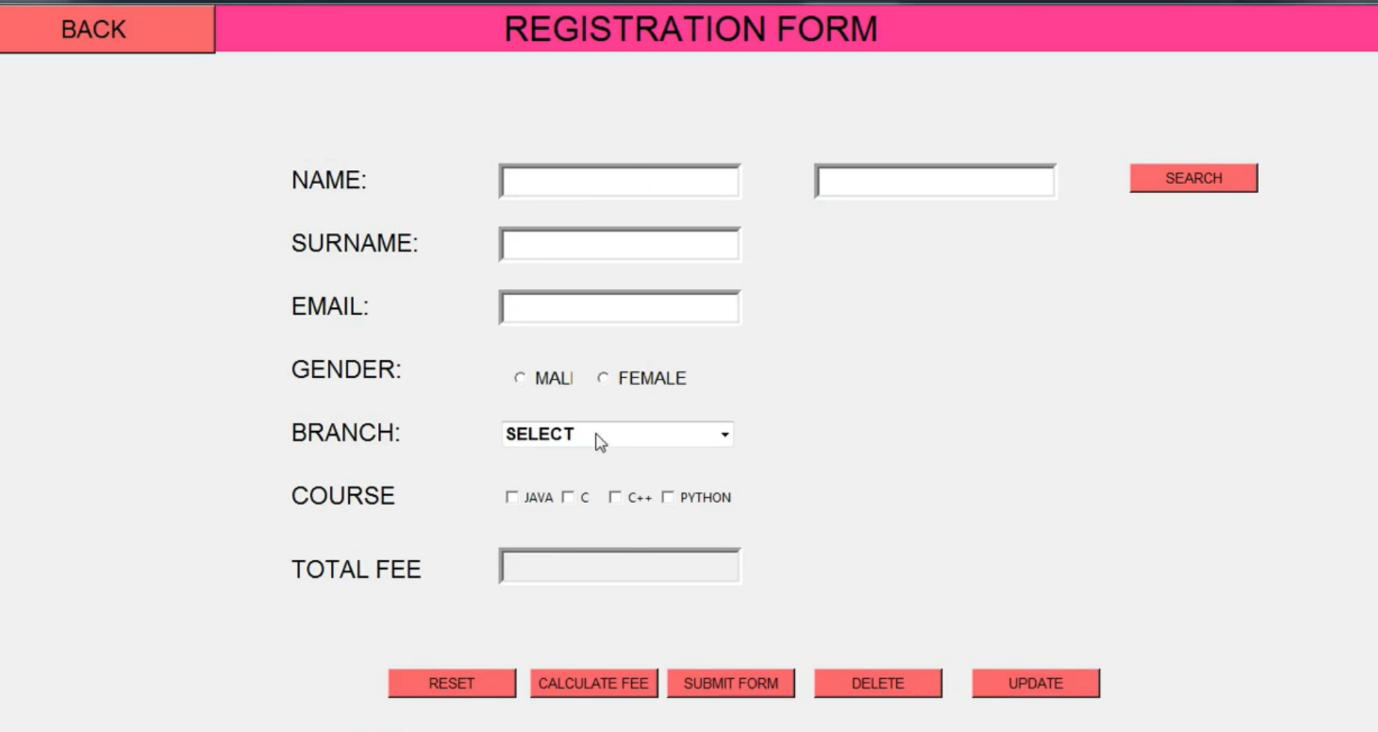 BACK REGISTRATION FORM
NAME: SEARCH
SURNAME:
EMAIL:
GENDER: MAL FEMALE
BRANCH: SELECT
COURSE JAVA C C++ PYTHON
TOTAL FEE
RESET CALCULATE FEE SUBMIT FORM DELETE UPDATE